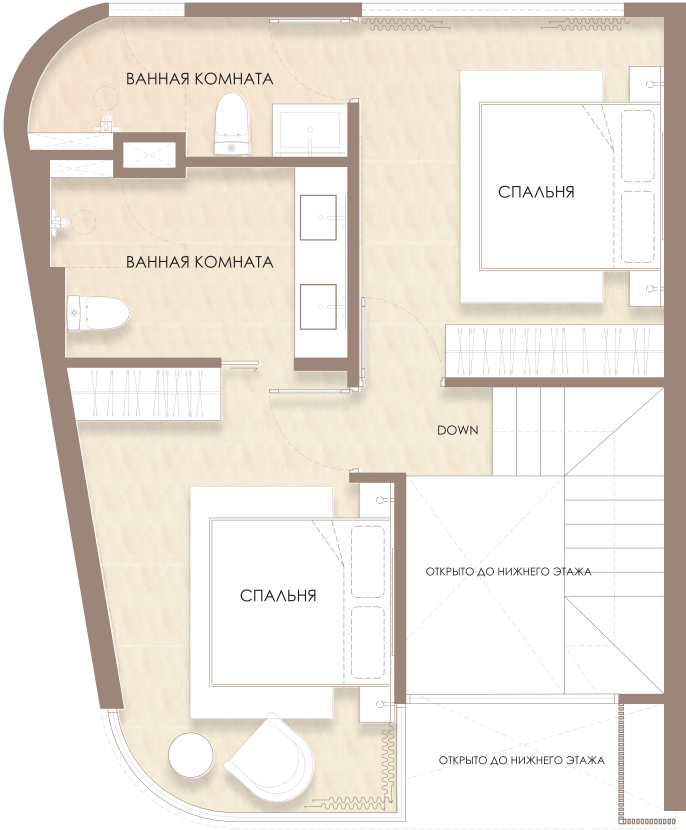 ВАННАЯ КОМНАТА
СПАЛЬНЯ
ВАННАЯ КОМНАТА
DOWN
ОТКРЫТО ДО НИЖНЕГО ЭТАЖА
СПАЛЬНЯ
ОТКРЫТО ДО НИЖНЕГО ЭТАЖА